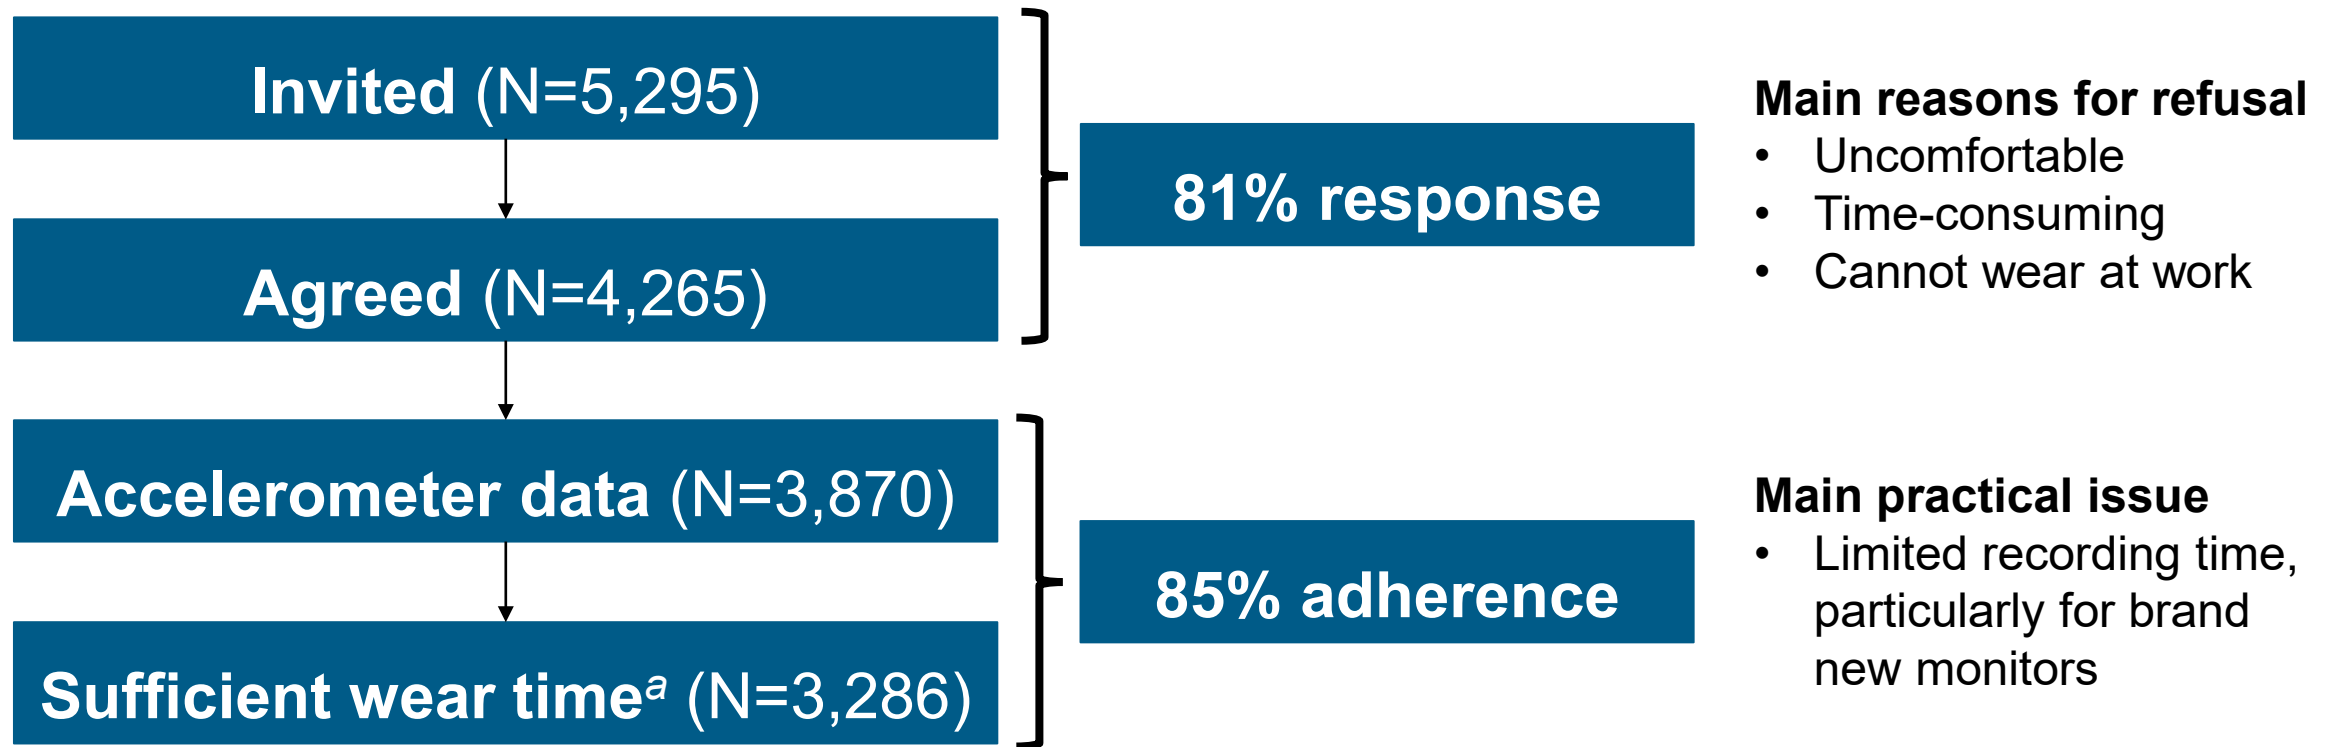 Invited (N=5,295)
Agreed (N=4,265)
81% response
Main reasons for refusal
• Uncomfortable
• Time-consuming
• Cannot wear at work
Accelerometer data (N=3,870)
Sufficient wear timeᵃ (N=3,286)
85% adherence
Main practical issue
• Limited recording time,
particularly for brand
new monitors